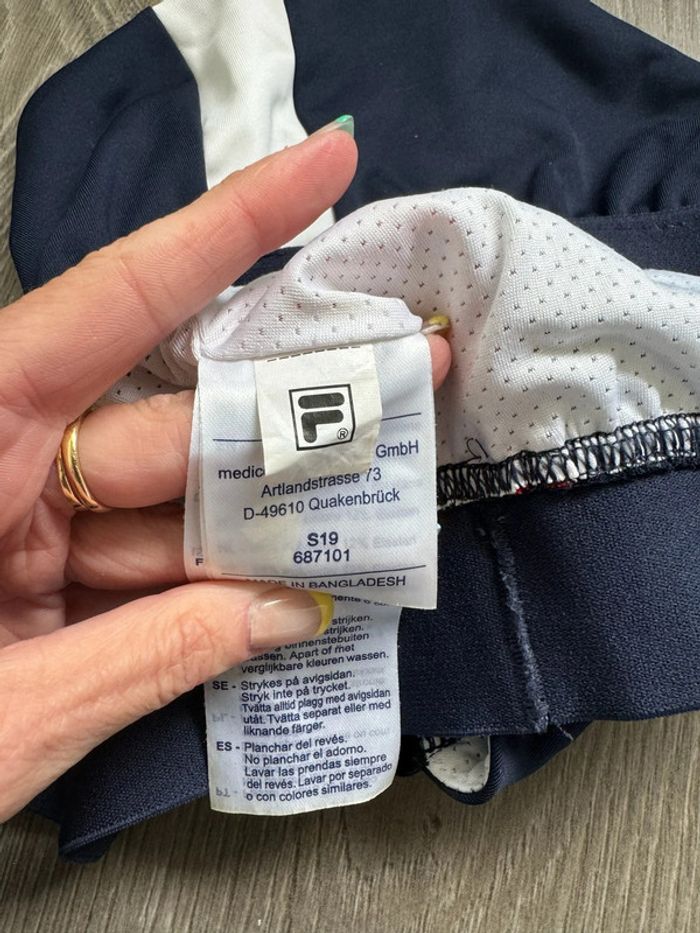 F
®
medic GmbH
Artlandstrasse 73
D-49610 Quakenbrück
S19
687101
MADE IN BANGLADESH
strijken.
strijken.
binnenstebuiten
wassen. Apart of met
verglijkbare kleuren wassen.
SE - Strykes på avigsidan.
Stryk inte på trycket.
Tvätta alltid plagg med avigsidan
utåt. Tvätta separat eller med
liknande färger.
ES - Planchar del revés.
No planchar el adorno.
Lavar las prendas siempre
del revés. Lavar por separado
o con colores similares.